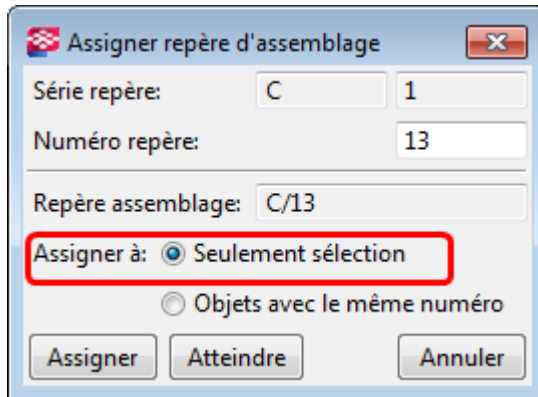 Assigner repère d'assemblage
Série repère: C 1
Numéro repère: 13
Repère assemblage: C/13
Assigner à: Seulement sélection
Objets avec le même numéro
Assigner Atteindre Annuler